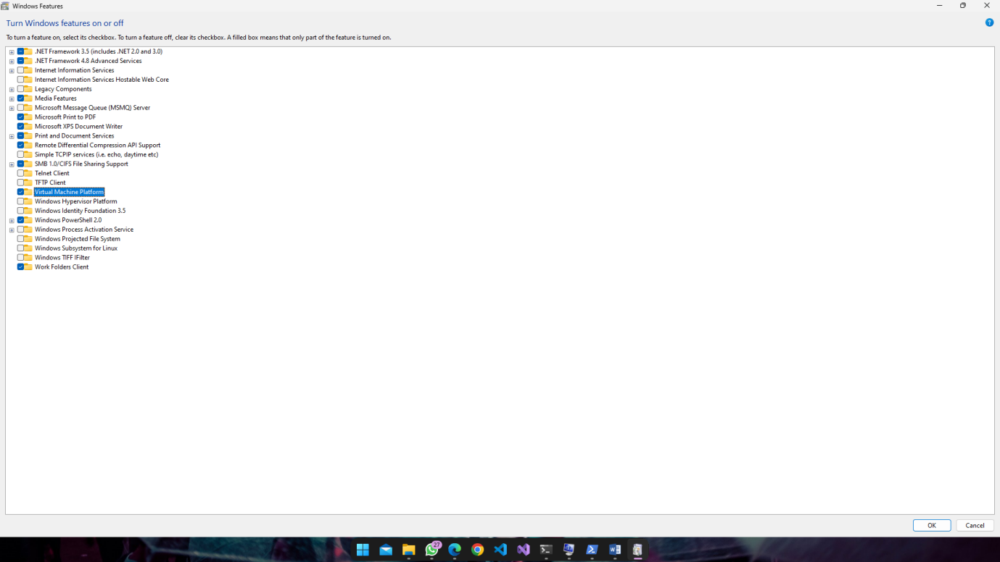 Windows Features
Turn Windows features on or off
To turn a feature on, select its checkbox. To turn a feature off, clear its checkbox. A filled box means that only part of the feature is turned on.
.NET Framework 3.5 (includes .NET 2.0 and 3.0)
.NET Framework 4.8 Advanced Services
Internet Information Services
Internet Information Services Hostable Web Core
Legacy Components
Media Features
Microsoft Message Queue (MSMQ) Server
Microsoft Print to PDF
Microsoft XPS Document Writer
Print and Document Services
Remote Differential Compression API Support
Simple TCPIP services (i.e. echo, daytime etc)
SMB 1.0/CIFS File Sharing Support
Telnet Client
TFTP Client
Virtual Machine Platform
Windows Hypervisor Platform
Windows Identity Foundation 3.5
Windows PowerShell 2.0
Windows Process Activation Service
Windows Projected File System
Windows Subsystem for Linux
Windows TIFF IFilter
Work Folders Client
OK
Cancel
27